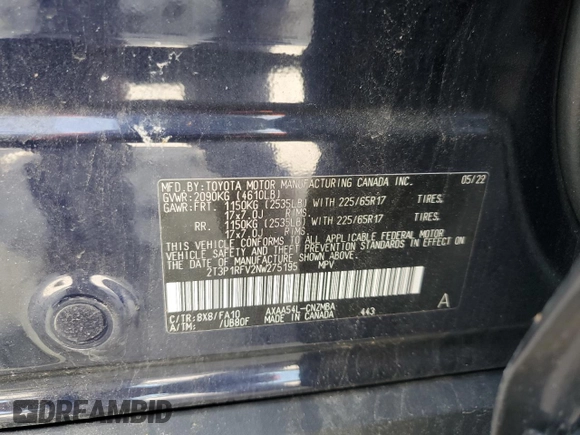 MFD.BY:TOYOTA MOTOR MANUFACTURING CANADA INC. 05/22
GVWR:2090KG (4610LB)
GAWR:FRT. 1150KG (2535LB) WITH 225/65R17 TIRES,
17x7.0J RIMS,
RR. 1150KG (2535LB) WITH 225/65R17 TIRES,
17x7.0J RIMS,
THIS VEHICLE CONFORMS TO ALL APPLICABLE FEDERAL MOTOR
VEHICLE SAFETY AND THEFT PREVENTION STANDARDS IN EFFECT
ON THE DATE OF MANUFACTURE SHOWN ABOVE.
2T3P1RFV2NW275195 MPV
C/TR:8X8/FA10 AXAA54L-CNZMBA A
A/TM: /UB80F MADE IN CANADA 443
DREAMBID